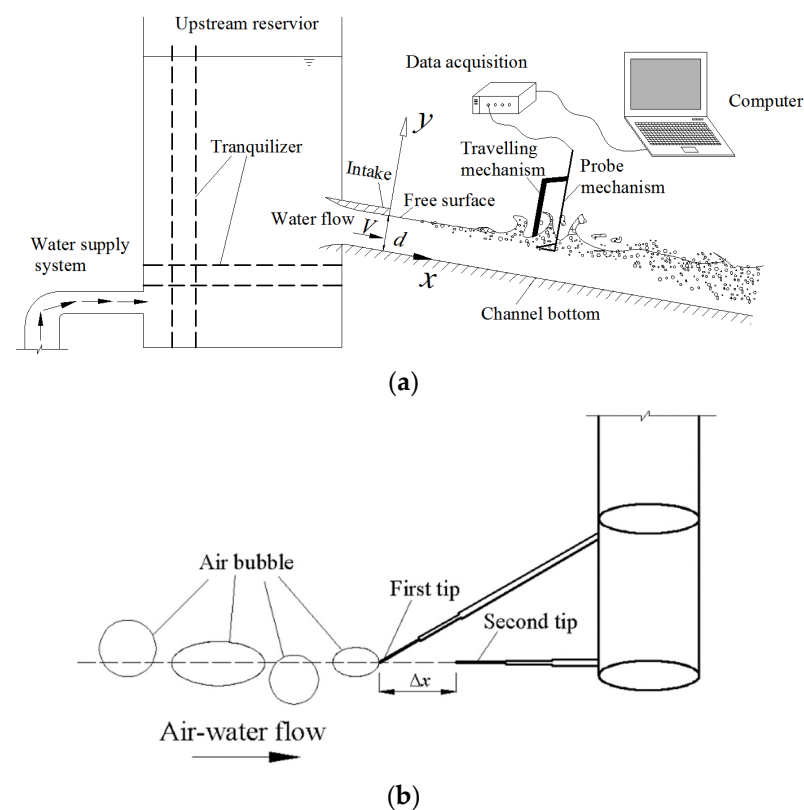 Upstream reservior
Data acquisition
Computer
y
Tranquilizer
Travelling
mechanism
Probe
mechanism
Intake
Free surface
Water flow
V
d
Water supply
system
x
Channel bottom
(a)
Air bubble
First tip
Second tip
Δx
Air-water flow
(b)